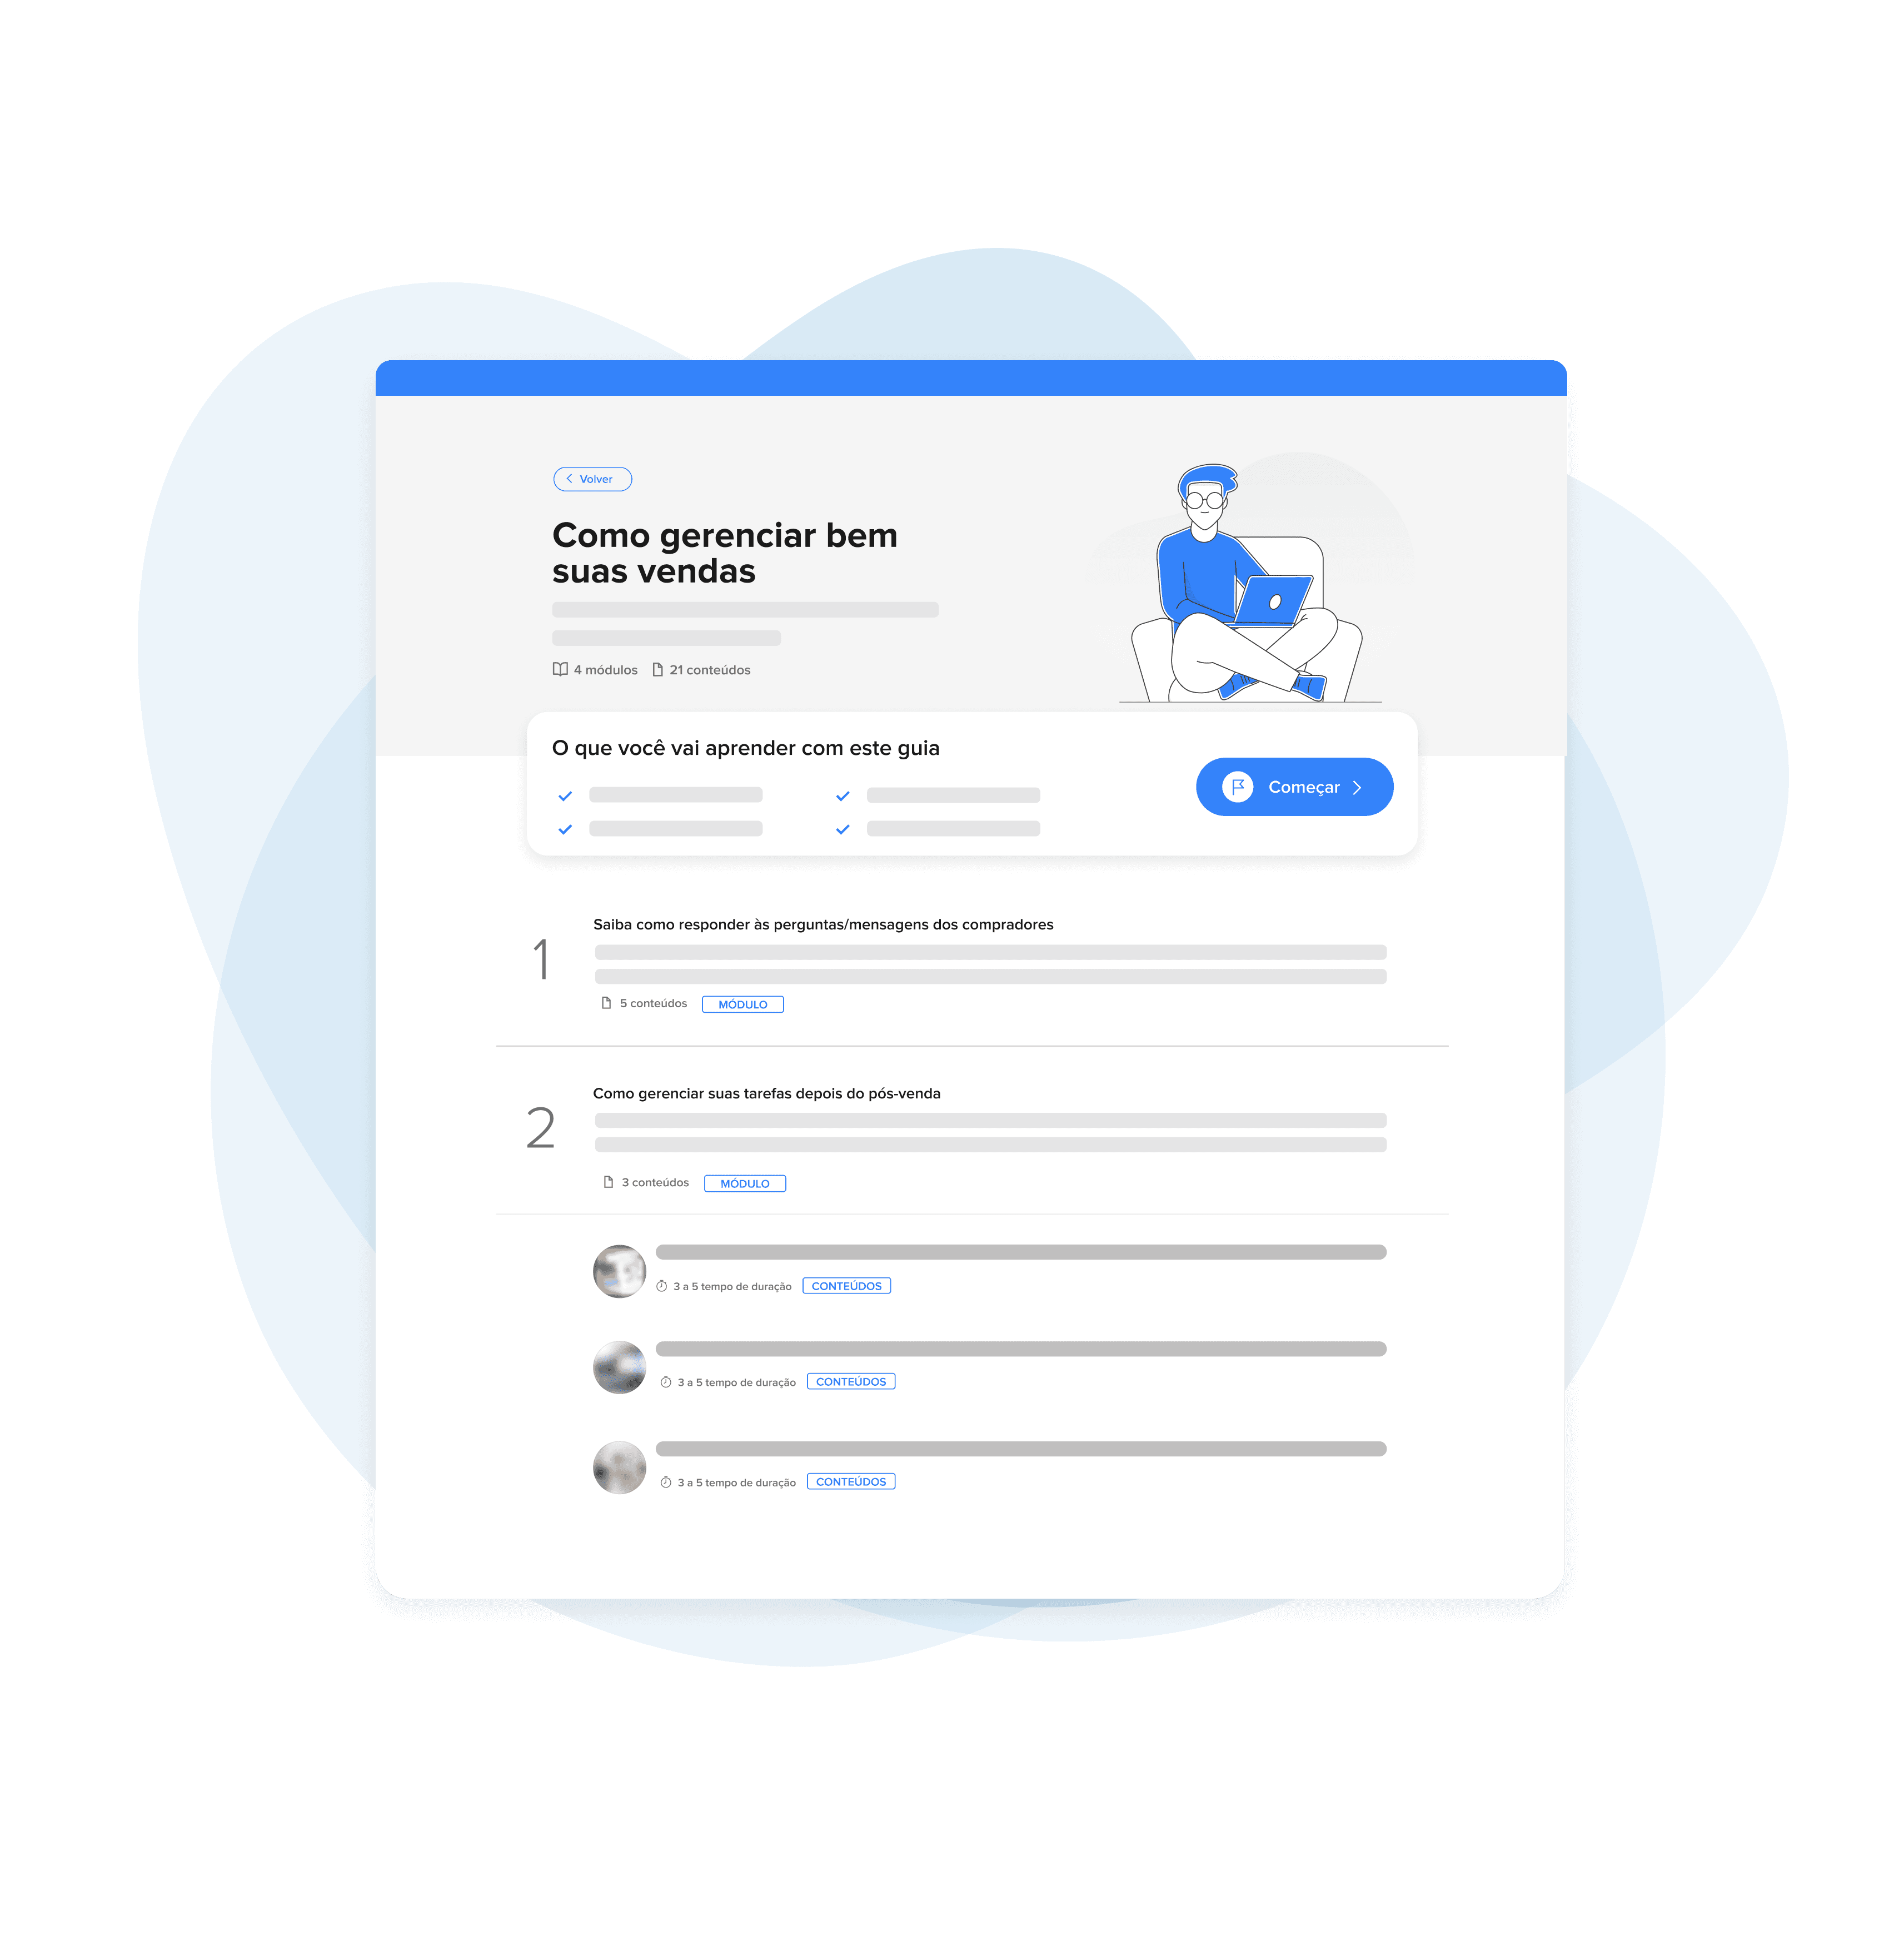 Volver
Como gerenciar bem
suas vendas
4 módulos 21 conteúdos
O que você vai aprender com este guia
Começar
1
Saiba como responder às perguntas/mensagens dos compradores
5 conteúdos MÓDULO
2
Como gerenciar suas tarefas depois do pós-venda
3 conteúdos MÓDULO
3 a 5 tempo de duração CONTEÚDOS
3 a 5 tempo de duração CONTEÚDOS
3 a 5 tempo de duração CONTEÚDOS